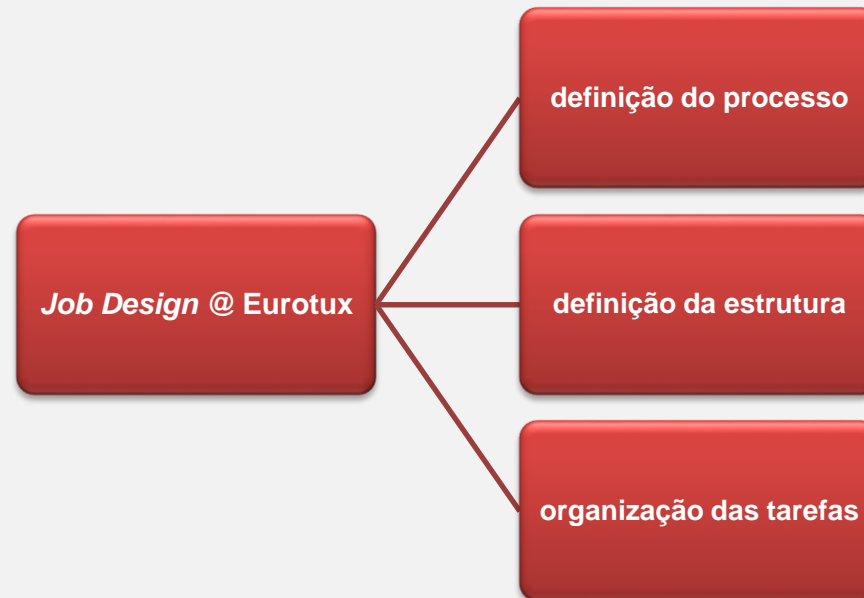 definição do processo
Job Design @ Eurotux
definição da estrutura
organização das tarefas